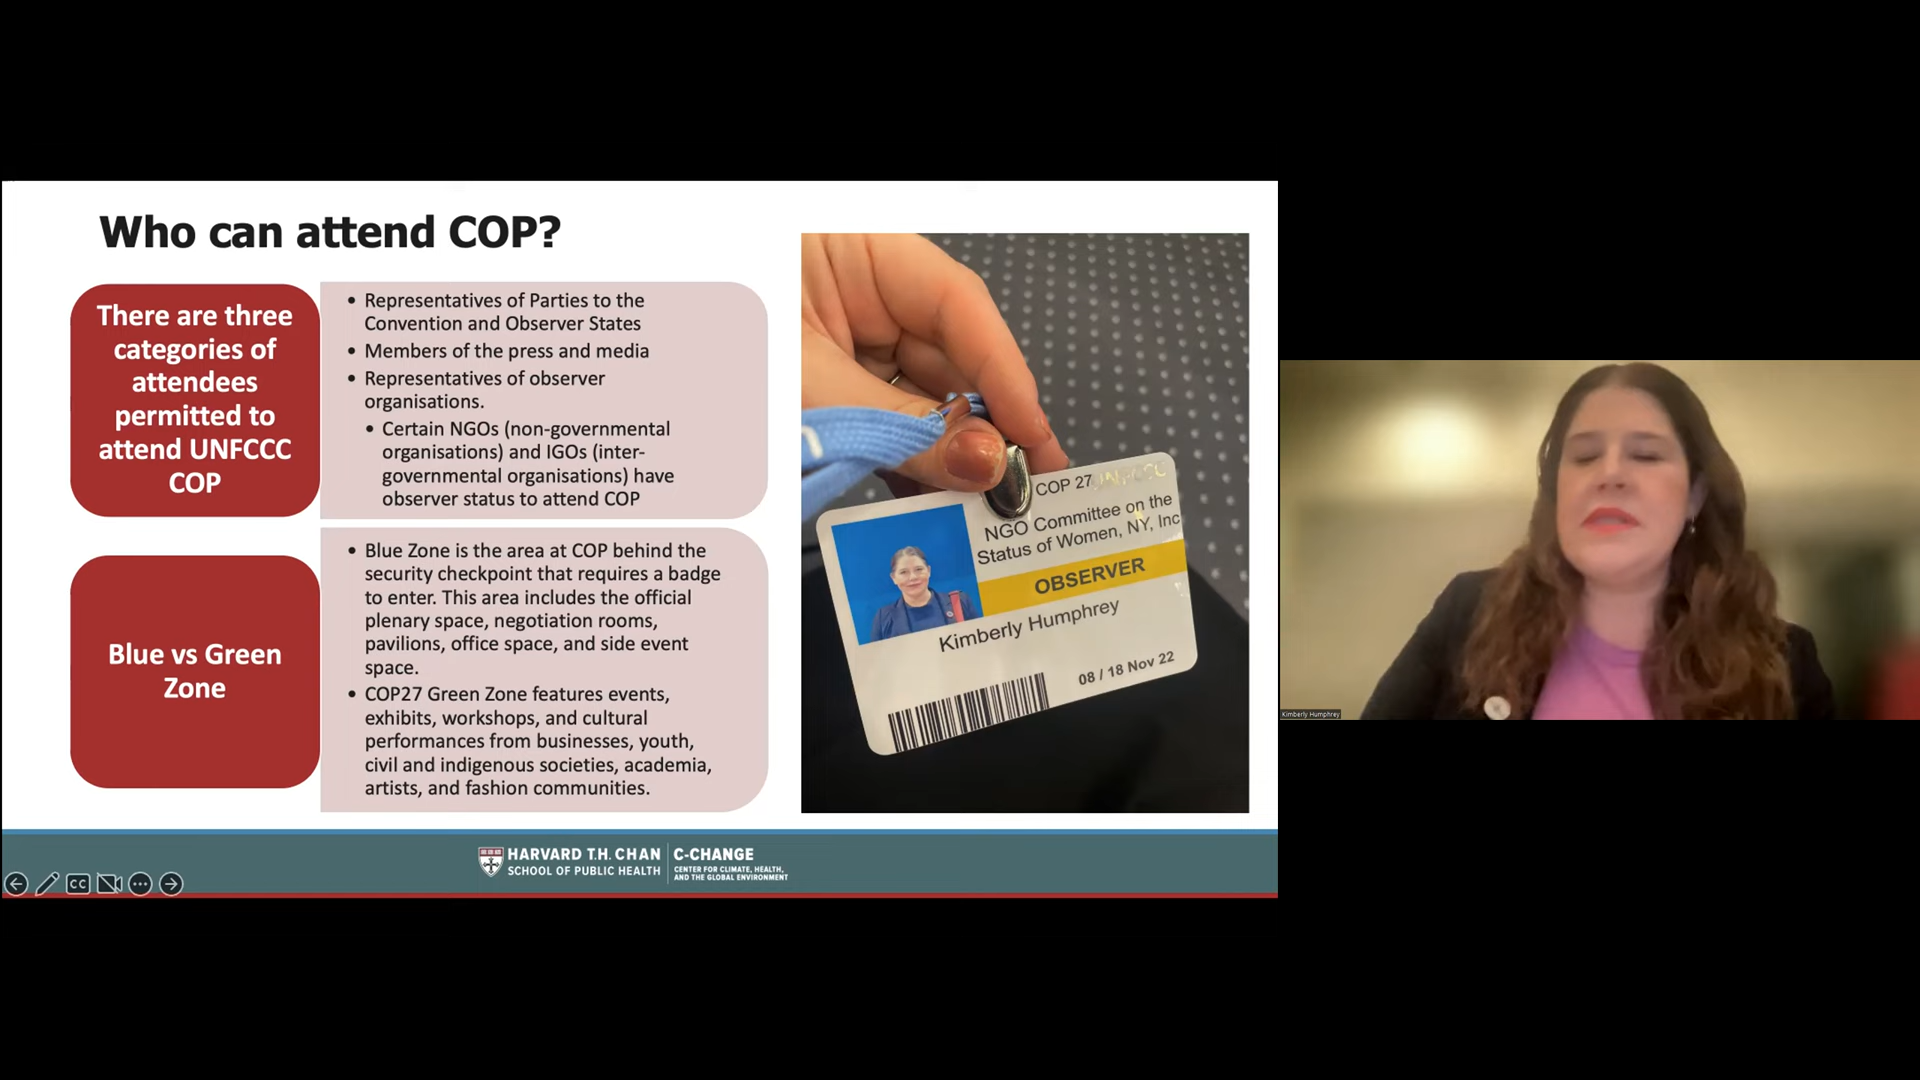 Who can attend COP?
There are three
categories of
attendees
permitted to
attend UNFCCC
COP
• Representatives of Parties to the
Convention and Observer States
• Members of the press and media
• Representatives of observer
organisations.
• Certain NGOs (non-governmental
organisations) and IGOs (inter-
governmental organisations) have
observer status to attend COP
Blue vs Green
Zone
• Blue Zone is the area at COP behind the
security checkpoint that requires a badge
to enter. This area includes the official
plenary space, negotiation rooms,
pavilions, office space, and side event
space.
• COP27 Green Zone features events,
exhibits, workshops, and cultural
performances from businesses, youth,
civil and indigenous societies, academia,
artists, and fashion communities.
COP 27 UNFCCC
NGO Committee on the
Status of Women, NY, Inc
OBSERVER
Kimberly Humphrey
08 / 18 Nov 22
HARVARD T.H. CHAN
SCHOOL OF PUBLIC HEALTH
C-CHANGE
CENTER FOR CLIMATE, HEALTH,
AND THE GLOBAL ENVIRONMENT
CC
Kimberly Humphrey